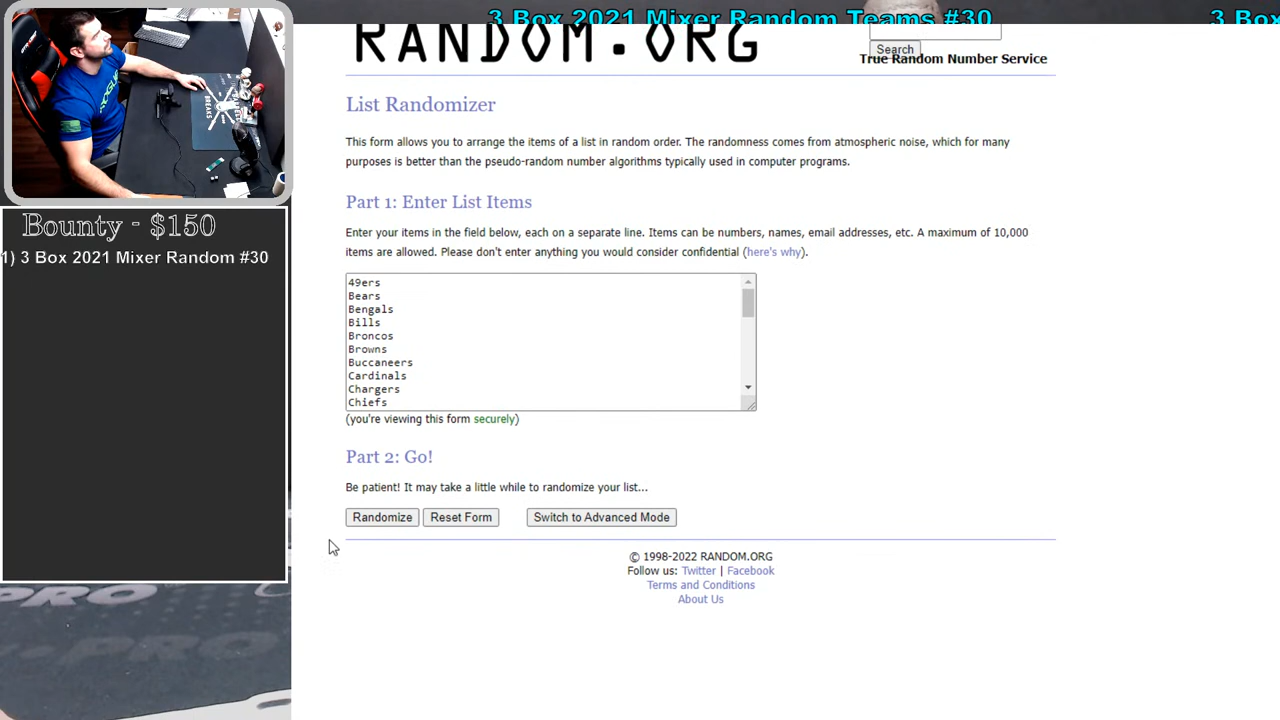 3 Box 2021 Mixer Random Teams #30
3 Box
RANDOM.ORG
Search
True Random Number Service
List Randomizer
This form allows you to arrange the items of a list in random order. The randomness comes from atmospheric noise, which for many
purposes is better than the pseudo-random number algorithms typically used in computer programs.
Bounty - $150
1) 3 Box 2021 Mixer Random #30
Part 1: Enter List Items
Enter your items in the field below, each on a separate line. Items can be numbers, names, email addresses, etc. A maximum of 10,000
items are allowed. Please don't enter anything you would consider confidential (here's why).
49ers
Bears
Bengals
Bills
Broncos
Browns
Buccaneers
Cardinals
Chargers
Chiefs
(you're viewing this form securely)
Part 2: Go!
Be patient! It may take a little while to randomize your list...
Randomize Reset Form Switch to Advanced Mode
© 1998-2022 RANDOM.ORG
Follow us: Twitter | Facebook
Terms and Conditions
About Us
PRO
PRO
BREAKS